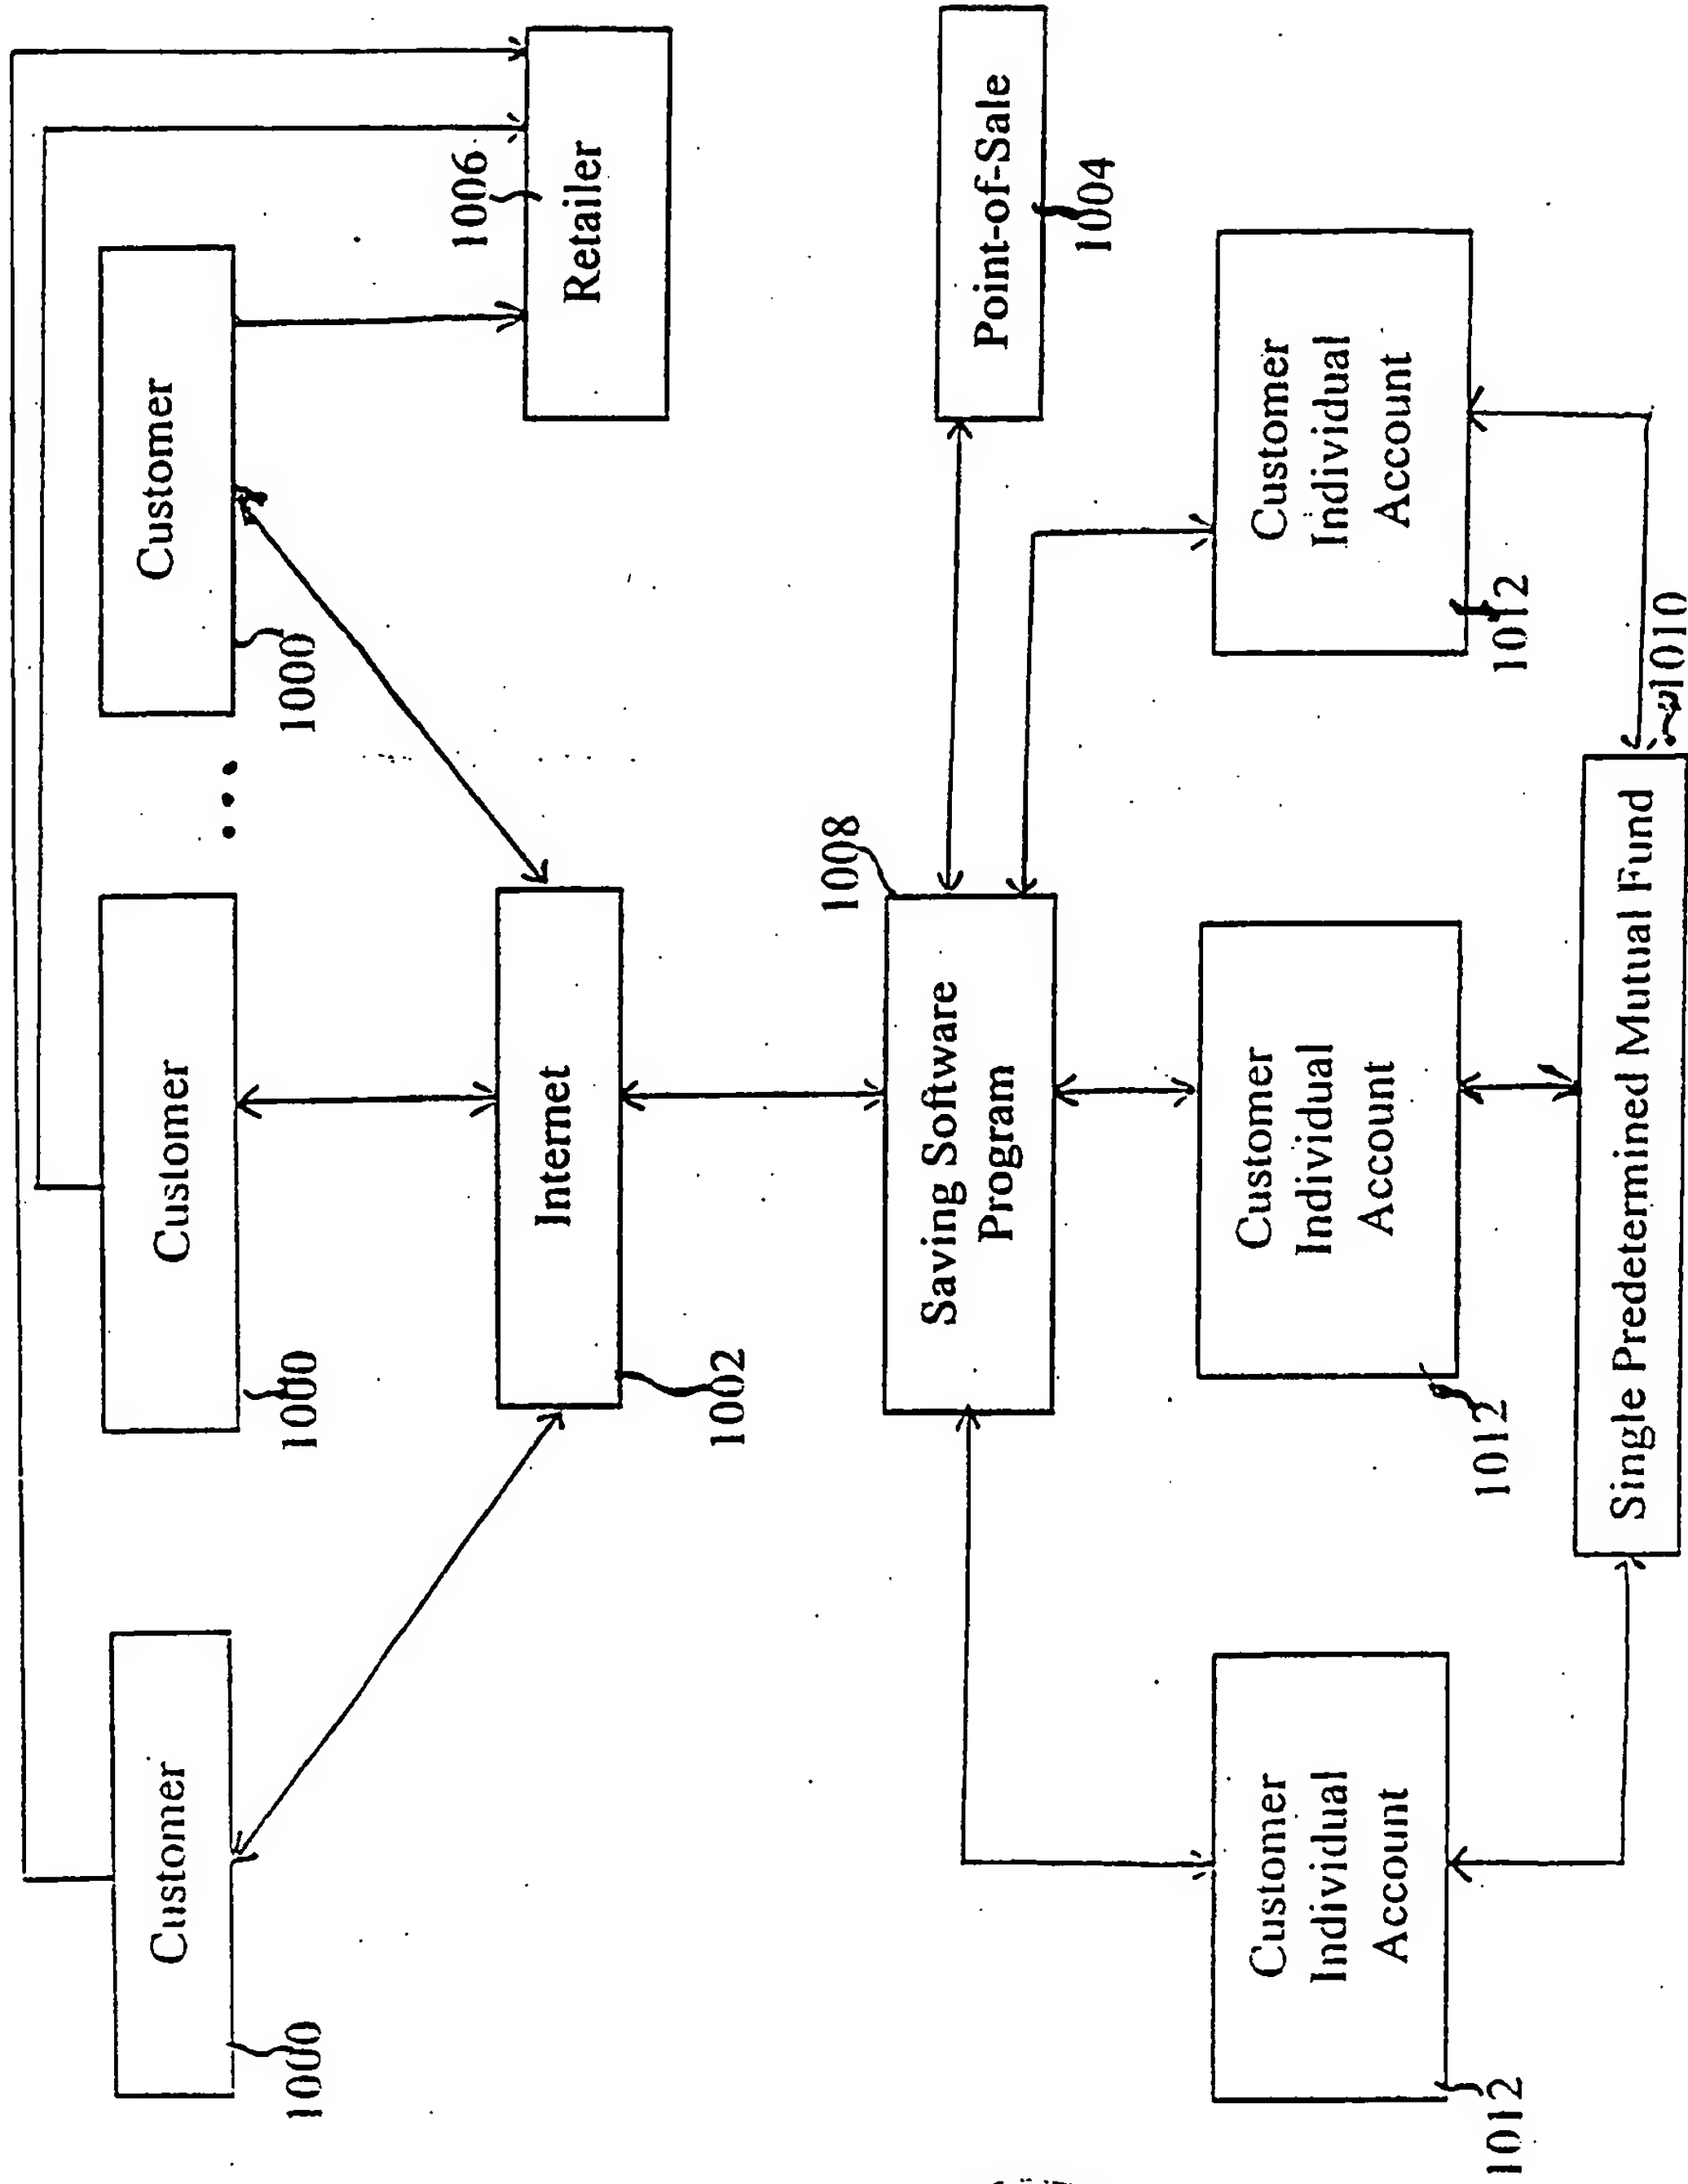 Customer
1000
Customer
1000
• • •
Customer
1000
Internet
1002
Retailer
1006
Saving Software
Program
1008
Point-of-Sale
1004
Customer
Individual
Account
1012
Customer
Individual
Account
1012
Customer
Individual
Account
1012
Single Predetermined Mutual Fund
1010